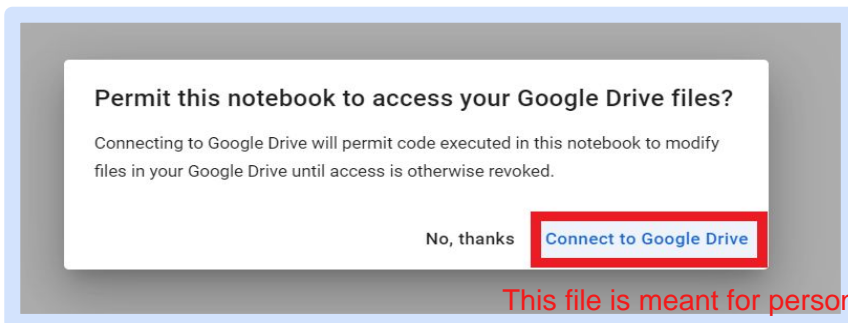 Permit this notebook to access your Google Drive files?
Connecting to Google Drive will permit code executed in this notebook to modify
files in your Google Drive until access is otherwise revoked.
No, thanks Connect to Google Drive
This file is meant for person